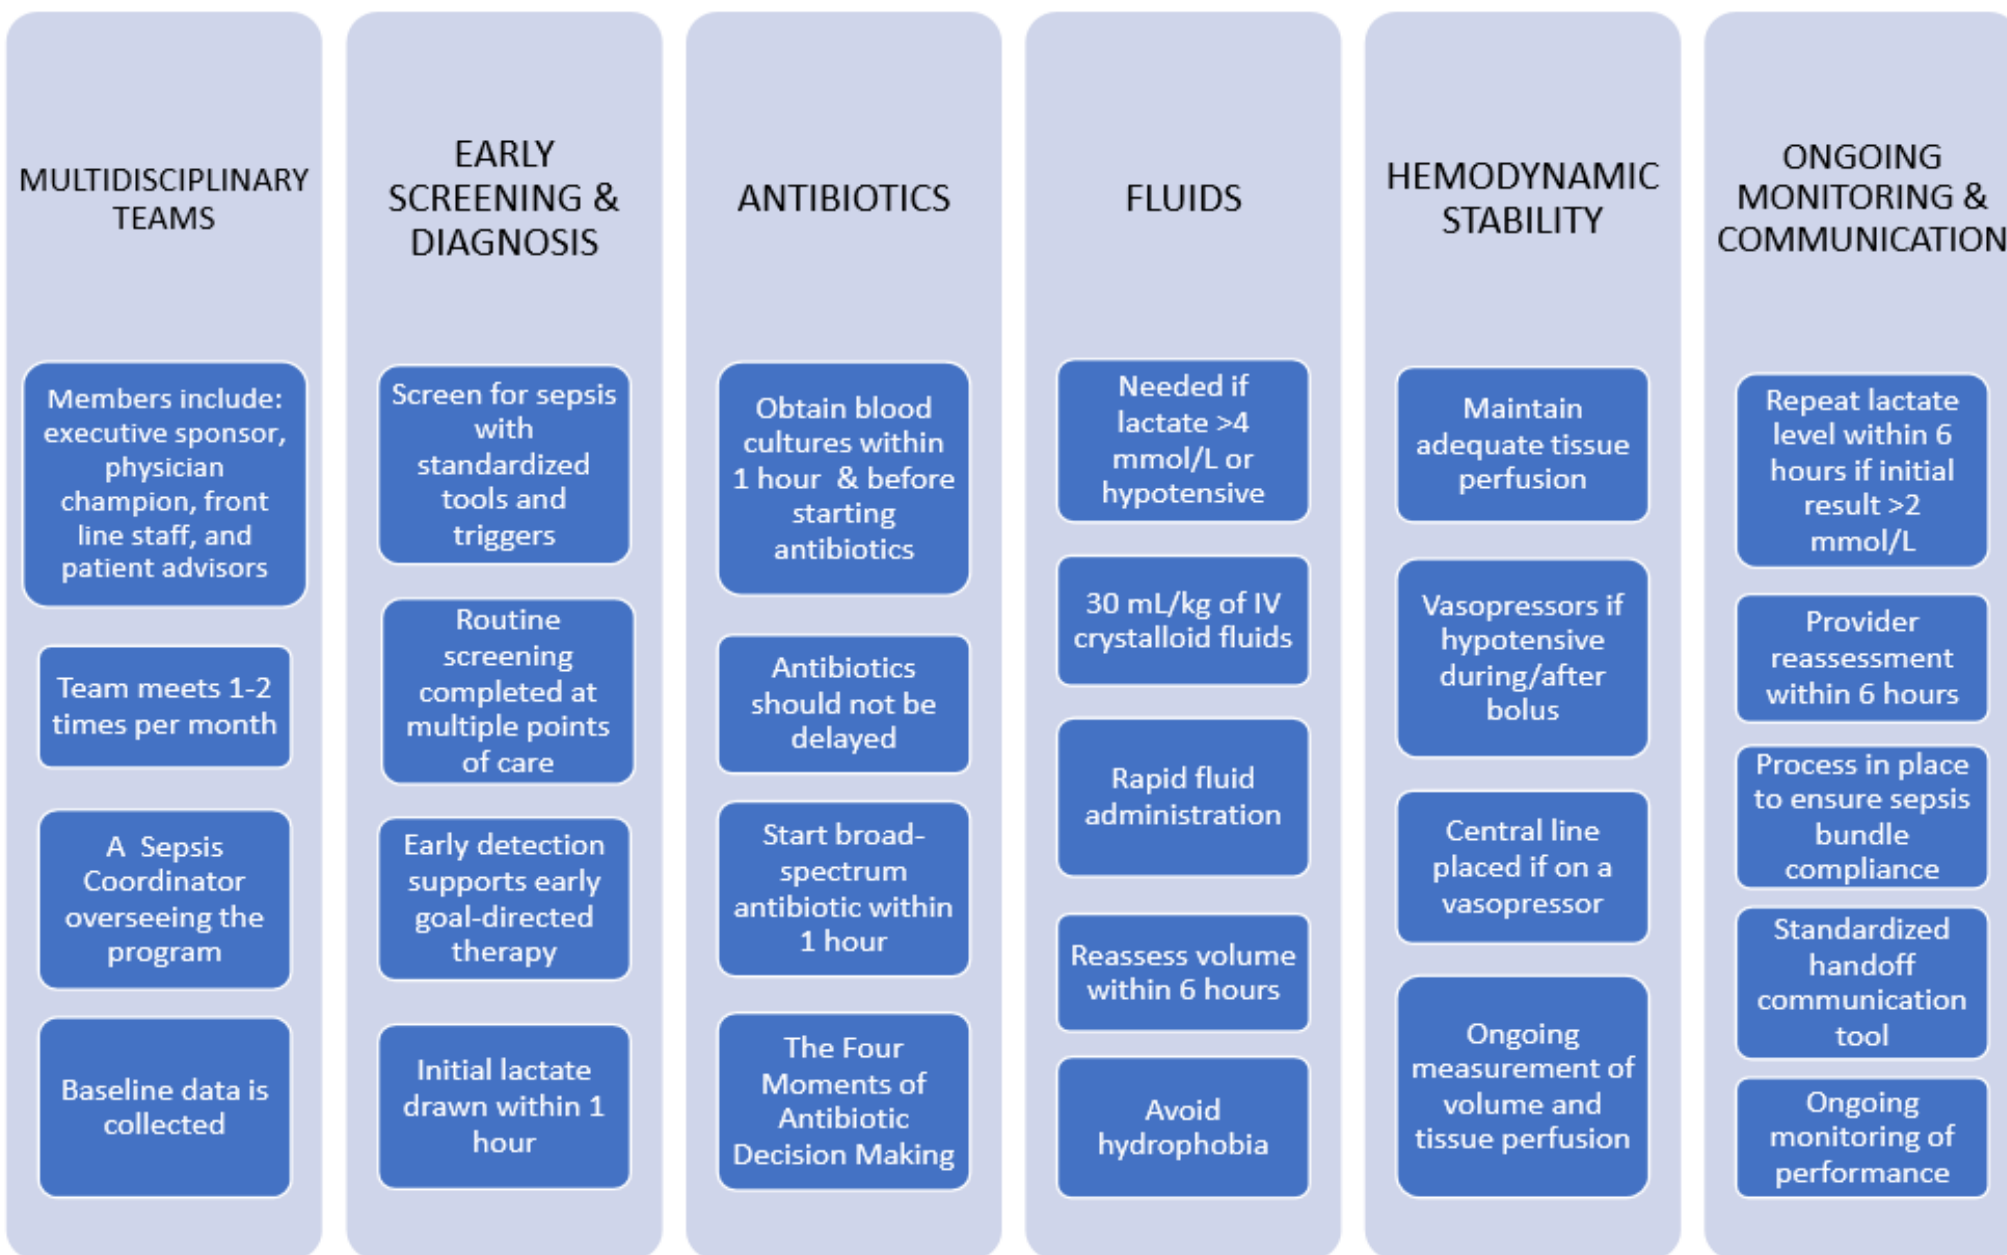 MULTIDISCIPLINARY
TEAMS
Members include:
executive sponsor,
physician
champion, front
line staff, and
patient advisors
Team meets 1-2
times per month
A Sepsis
Coordinator
overseeing the
program
Baseline data is
collected
EARLY
SCREENING &
DIAGNOSIS
Screen for sepsis
with
standardized
tools and
triggers
Routine
screening
completed at
multiple points
of care
Early detection
supports early
goal-directed
therapy
Initial lactate
drawn within 1
hour
ANTIBIOTICS
Obtain blood
cultures within
1 hour & before
starting
antibiotics
Antibiotics
should not be
delayed
Start broad-
spectrum
antibiotic within
1 hour
The Four
Moments of
Antibiotic
Decision Making
FLUIDS
Needed if
lactate >4
mmol/L or
hypotensive
30 mL/kg of IV
crystalloid fluids
Rapid fluid
administration
Reassess volume
within 6 hours
Avoid
hydrophobia
HEMODYNAMIC
STABILITY
Maintain
adequate tissue
perfusion
Vasopressors if
hypotensive
during/after
bolus
Central line
placed if on a
vasopressor
Ongoing
measurement of
volume and
tissue perfusion
ONGOING
MONITORING &
COMMUNICATION
Repeat lactate
level within 6
hours if initial
result >2
mmol/L
Provider
reassessment
within 6 hours
Process in place
to ensure sepsis
bundle
compliance
Standardized
handoff
communication
tool
Ongoing
monitoring of
performance